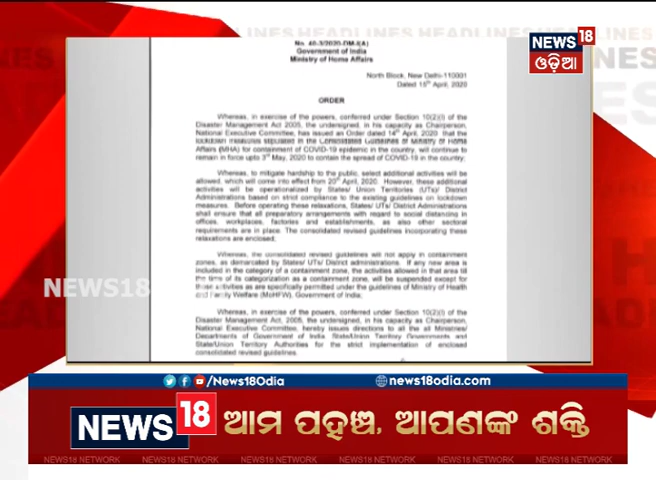 HEADLINES HEADLINES HEADLINES
NEWS 18
ଓଡ଼ିଆ
No. 40-3/2020-DM-I(A)
Government of India
Ministry of Home Affairs
North Block, New Delhi-110001
Dated 15th April, 2020
ORDER
Whereas, in exercise of the powers, conferred under Section 10(2)(l) of the
Disaster Management Act 2005, the undersigned, in his capacity as Chairperson,
National Executive Committee, has issued an Order dated 14th April, 2020 that the
lockdown measures stipulated in the Consolidated Guidelines of Ministry of Home
Affairs (MHA) for containment of COVID-19 epidemic in the country, will continue to
remain in force upto 3rd May, 2020 to contain the spread of COVID-19 in the country;
Whereas, to mitigate hardship to the public, select additional activities will be
allowed, which will come into effect from 20th April, 2020. However, these additional
activities will be operationalized by States/ Union Territories (UTs)/ District
Administrations based on strict compliance to the existing guidelines on lockdown
measures. Before operating these relaxations, States/ UTs/ District Administrations
shall ensure that all preparatory arrangements with regard to social distancing in
offices, workplaces, factories and establishments, as also other sectoral
requirements are in place. The consolidated revised guidelines incorporating these
relaxations are enclosed.
Whereas, the consolidated revised guidelines will not apply in containment
zones, as demarcated by States/ UTs/ District administrations. If any new area is
included in the category of a containment zone, the activities allowed in that area till
the time of its categorization as a containment zone, will be suspended except for
those activities as are specifically permitted under the guidelines of Ministry of Health
and Family Welfare (MoHFW), Government of India;
Whereas, in exercise of the powers, conferred under Section 10(2)(l) of the
Disaster Management Act, 2005, the undersigned, in his capacity as Chairperson,
National Executive Committee, hereby issues directions to all the all Ministries/
Departments of Government of India, State/Union Territory Governments and
State/Union Territory Authorities for the strict implementation of enclosed
consolidated revised guidelines.
NEWS18
/News18Odia news18odia.com
NEWS 18 ଆମ ପହଞ୍ଚ, ଆପଣଙ୍କ ଶକ୍ତି
NEWS18 NETWORK NEWS18 NETWORK NEWS18 NETWORK NEWS18 NETWORK NEWS18 NETWORK NEWS18 NETWORK